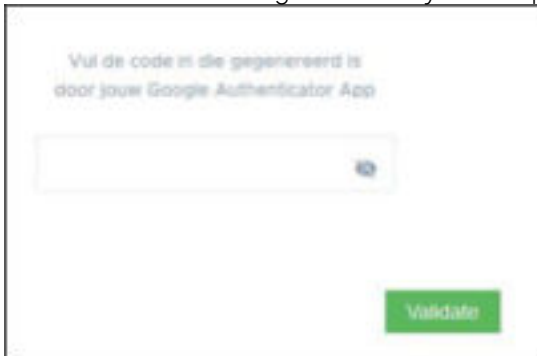 Vul de code in die gegenereerd is
door jouw Google Authenticator App
Validate